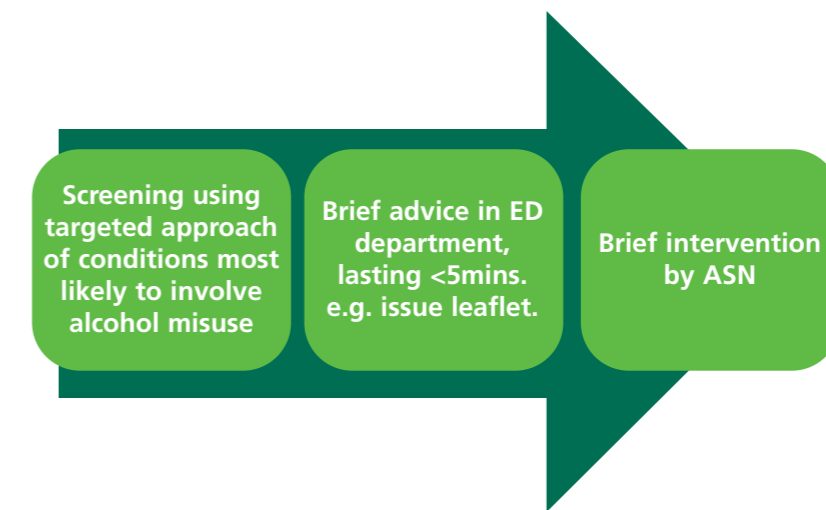 Screening using
targeted approach
of conditions most
likely to involve
alcohol misuse
Brief advice in ED
department,
lasting <5mins.
e.g. issue leaflet.
Brief intervention
by ASN